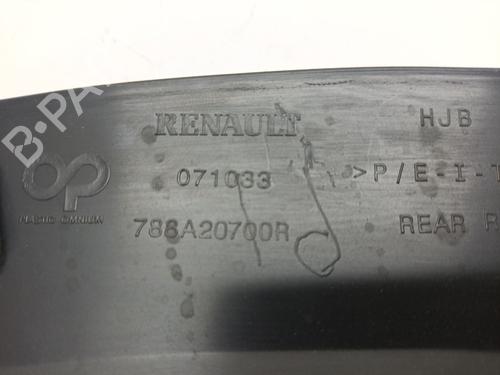 B-PA
RENAULT
HJB
071033
>P/E-I-T
PLASTIC OMNIUM
788A20700R
REAR R